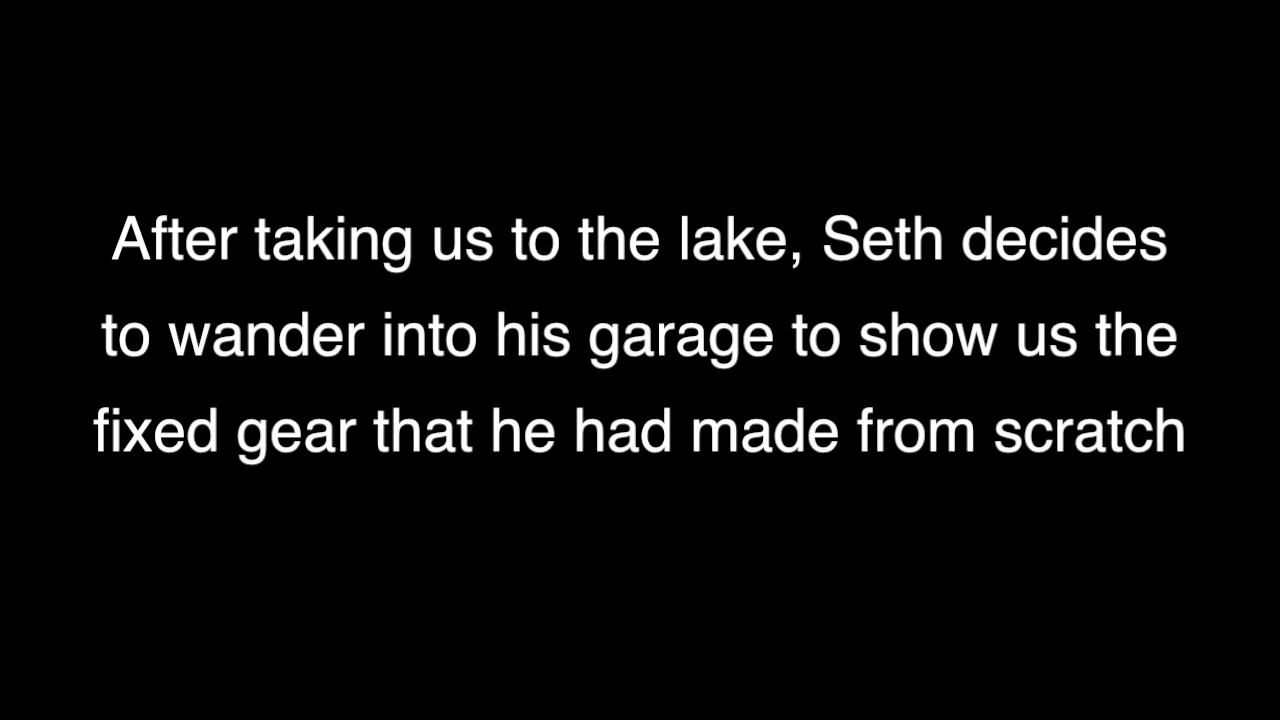 After taking us to the lake, Seth decides
to wander into his garage to show us the
fixed gear that he had made from scratch